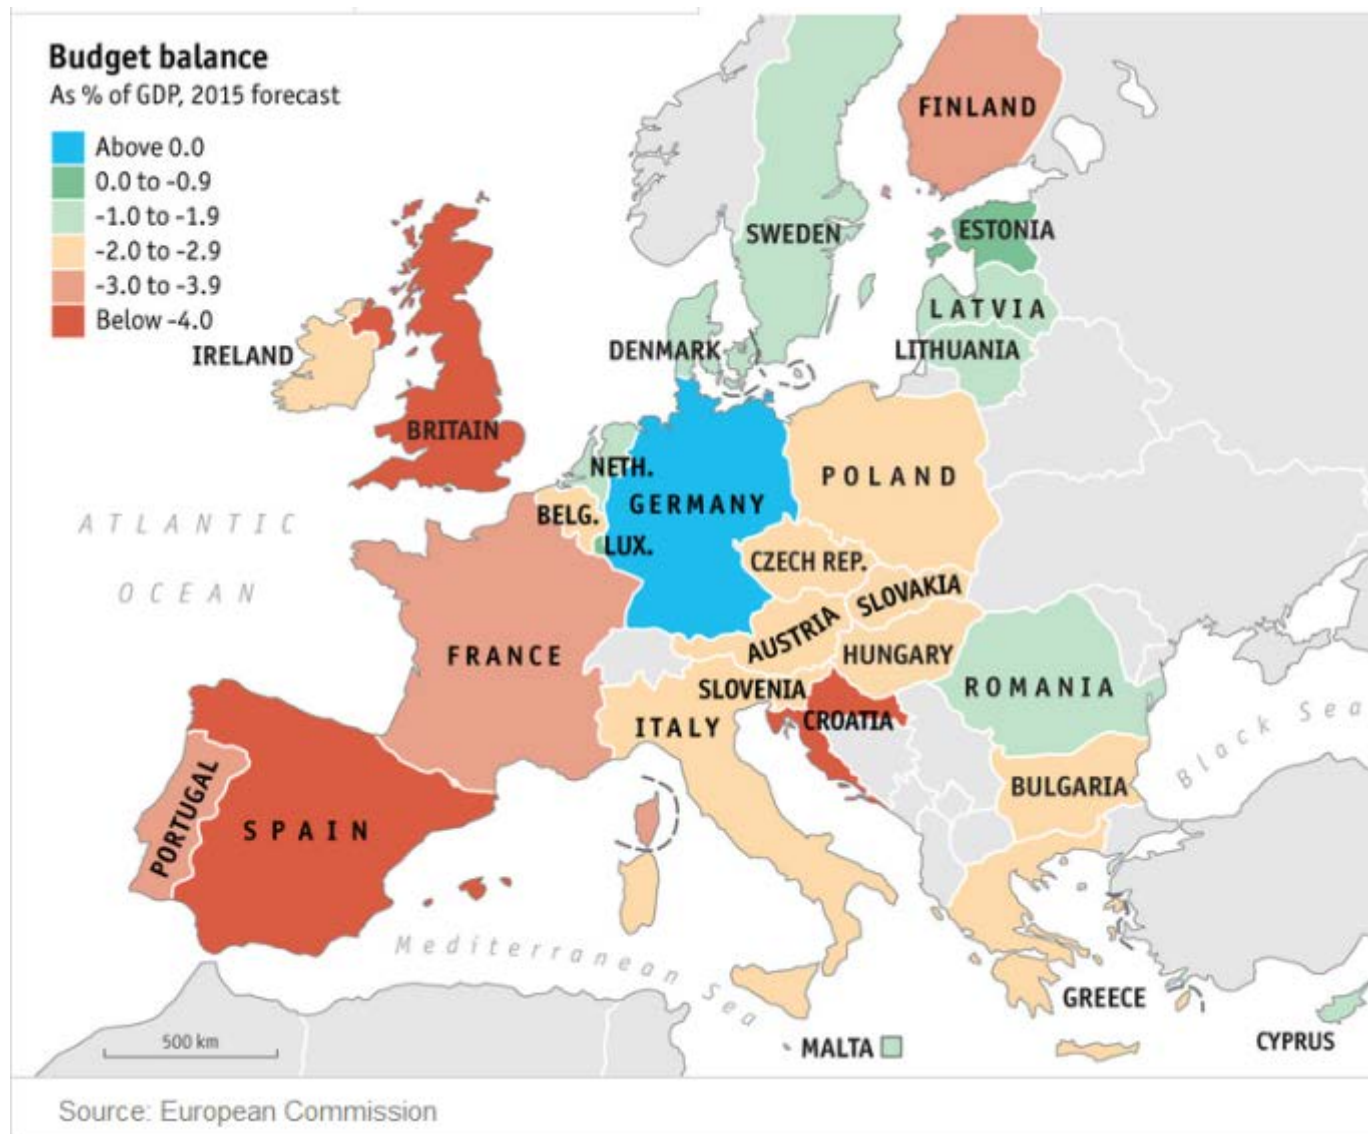 Budget balance
As % of GDP, 2015 forecast
Above 0.0
0.0 to -0.9
-1.0 to -1.9
-2.0 to -2.9
-3.0 to -3.9
Below -4.0
FINLAND
SWEDEN
ESTONIA
LATVIA
LITHUANIA
DENMARK
IRELAND
BRITAIN
NETH.
GERMANY
POLAND
BELG.
LUX.
CZECH REP.
SLOVAKIA
AUSTRIA
HUNGARY
FRANCE
SLOVENIA
ITALY
CROATIA
ROMANIA
BULGARIA
PORTUGAL
SPAIN
GREECE
MALTA
CYPRUS
ATLANTIC
OCEAN
Black Sea
Mediterranean Sea
500 km
Source: European Commission